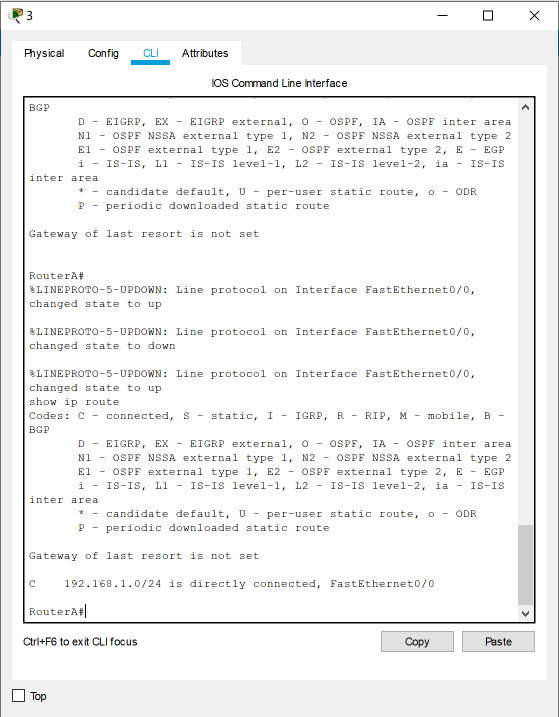 3
Physical Config CLI Attributes
IOS Command Line Interface
BGP
D - EIGRP, EX - EIGRP external, O - OSPF, IA - OSPF inter area
N1 - OSPF NSSA external type 1, N2 - OSPF NSSA external type 2
E1 - OSPF external type 1, E2 - OSPF external type 2, E - EGP
i - IS-IS, L1 - IS-IS level-1, L2 - IS-IS level-2, ia - IS-IS
inter area
* - candidate default, U - per-user static route, o - ODR
P - periodic downloaded static route
Gateway of last resort is not set
RouterA#
%LINEPROTO-5-UPDOWN: Line protocol on Interface FastEthernet0/0,
changed state to up
%LINEPROTO-5-UPDOWN: Line protocol on Interface FastEthernet0/0,
changed state to down
%LINEPROTO-5-UPDOWN: Line protocol on Interface FastEthernet0/0,
changed state to up
show ip route
Codes: C - connected, S - static, I - IGRP, R - RIP, M - mobile, B -
BGP
D - EIGRP, EX - EIGRP external, O - OSPF, IA - OSPF inter area
N1 - OSPF NSSA external type 1, N2 - OSPF NSSA external type 2
E1 - OSPF external type 1, E2 - OSPF external type 2, E - EGP
i - IS-IS, L1 - IS-IS level-1, L2 - IS-IS level-2, ia - IS-IS
inter area
* - candidate default, U - per-user static route, o - ODR
P - periodic downloaded static route
Gateway of last resort is not set
C 192.168.1.0/24 is directly connected, FastEthernet0/0
RouterA#
Ctrl+F6 to exit CLI focus
Copy Paste
Top